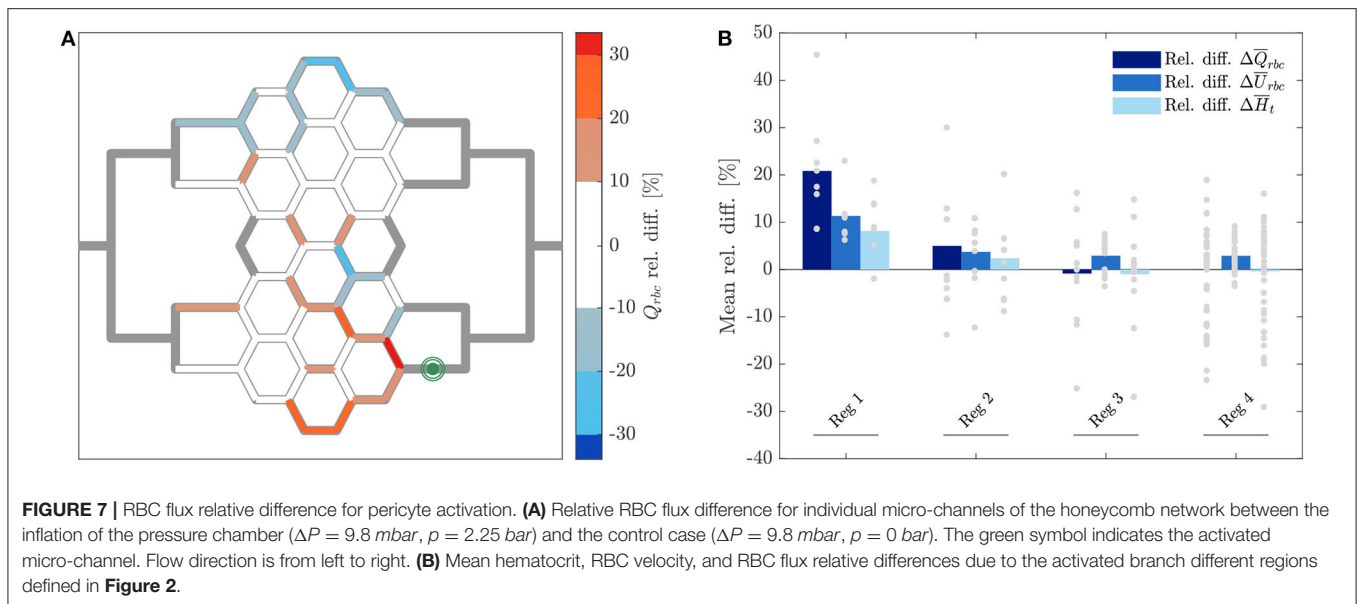 A
30
20
10
0
-10
-20
-30
Q_rbc rel. diff. [%]
B
50
40
30
20
10
0
-10
-20
-30
-40
Mean rel. diff. [%]
Rel. diff. ΔQ̅_rbc
Rel. diff. ΔU̅_rbc
Rel. diff. ΔH̅_t
Reg 1
Reg 2
Reg 3
Reg 4
FIGURE 7 | RBC flux relative difference for pericyte activation. (A) Relative RBC flux difference for individual micro-channels of the honeycomb network between the
inflation of the pressure chamber (ΔP = 9.8 mbar, p = 2.25 bar) and the control case (ΔP = 9.8 mbar, p = 0 bar). The green symbol indicates the activated
micro-channel. Flow direction is from left to right. (B) Mean hematocrit, RBC velocity, and RBC flux relative differences due to the activated branch different regions
defined in Figure 2.